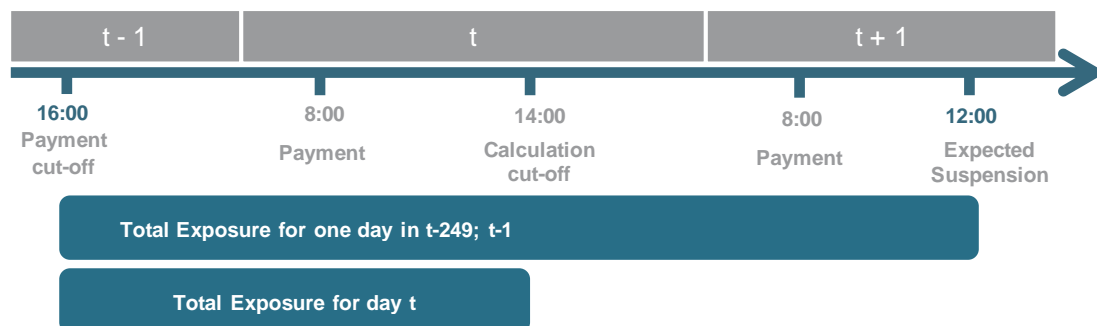 t - 1
t
t + 1
16:00
Payment
cut-off
8:00
Payment
14:00
Calculation
cut-off
8:00
Payment
12:00
Expected
Suspension
Total Exposure for one day in t-249; t-1
Total Exposure for day t